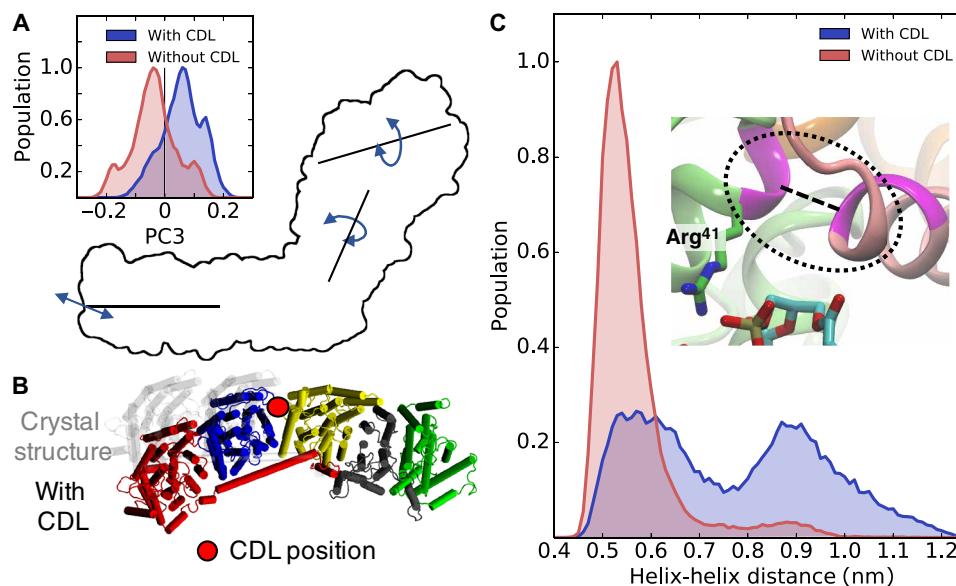 A
With CDL
Without CDL
Population
1.0
0.6
0.2
-0.2
0
0.2
PC3
B
Crystal
structure
With
CDL
CDL position
C
With CDL
Without CDL
Population
1.0
0.8
0.6
0.4
0.2
Arg41
0.4 0.5 0.6 0.7 0.8 0.9 1.0 1.1 1.2
Helix-helix distance (nm)